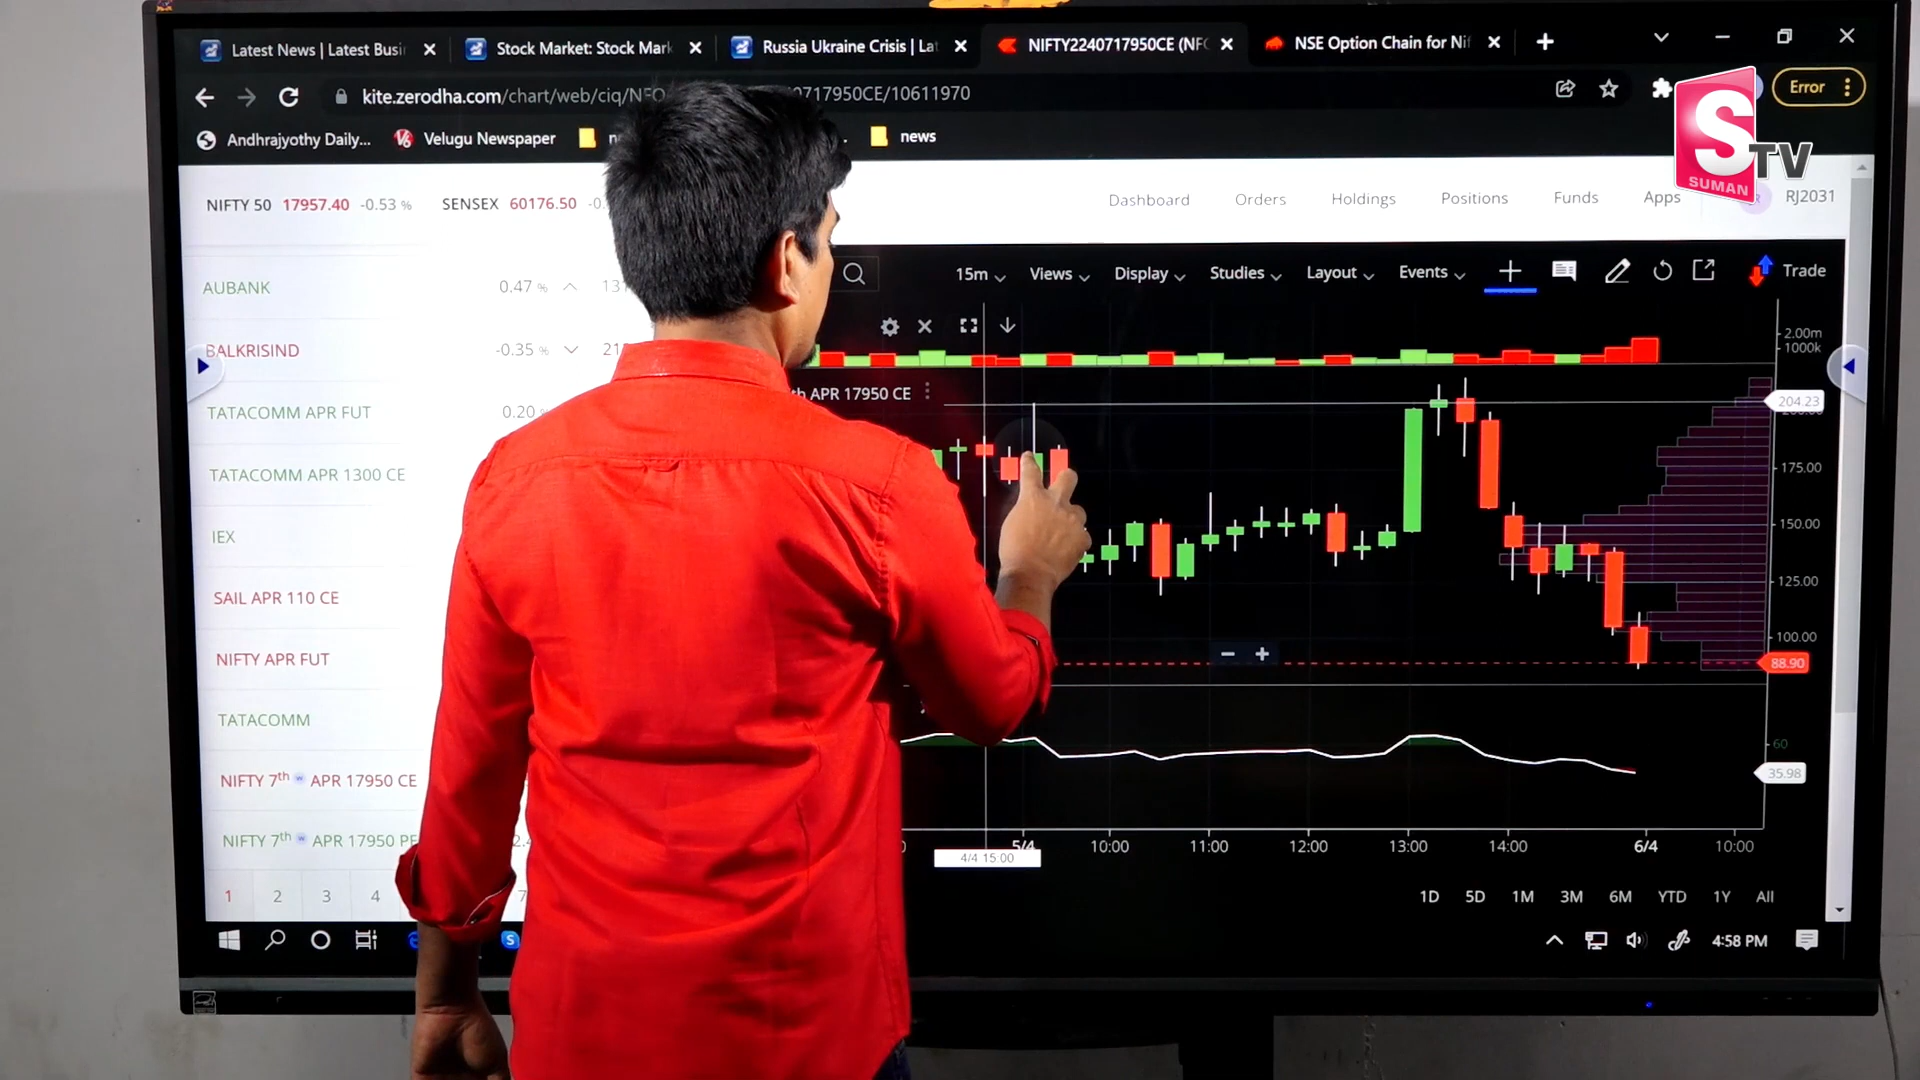 Latest News | Latest Busi
Stock Market: Stock Mark
Russia Ukraine Crisis | Lat
NIFTY2240717950CE (NFO
NSE Option Chain for Nif
kite.zerodha.com/chart/web/ciq/NFO
0717950CE/10611970
Error
Andhrajyothy Daily...
Velugu Newspaper
news
S TV
SUMAN
NIFTY 50 17957.40 -0.53 %
SENSEX 60176.50
Dashboard
Orders
Holdings
Positions
Funds
Apps
RJ2031
AUBANK 0.47 %
BALKRISIND -0.35 %
TATACOMM APR FUT 0.20
TATACOMM APR 1300 CE
IEX
SAIL APR 110 CE
NIFTY APR FUT
TATACOMM
NIFTY 7th w APR 17950 CE
NIFTY 7th w APR 17950 PE
1 2 3 4 7
15m
Views
Display
Studies
Layout
Events
Trade
2.00m
1000k
th APR 17950 CE
204.23
175.00
150.00
125.00
100.00
88.90
60
35.98
5/4 10:00 11:00 12:00 13:00 14:00 6/4 10:00
4/4 15:00
1D 5D 1M 3M 6M YTD 1Y All
4:58 PM